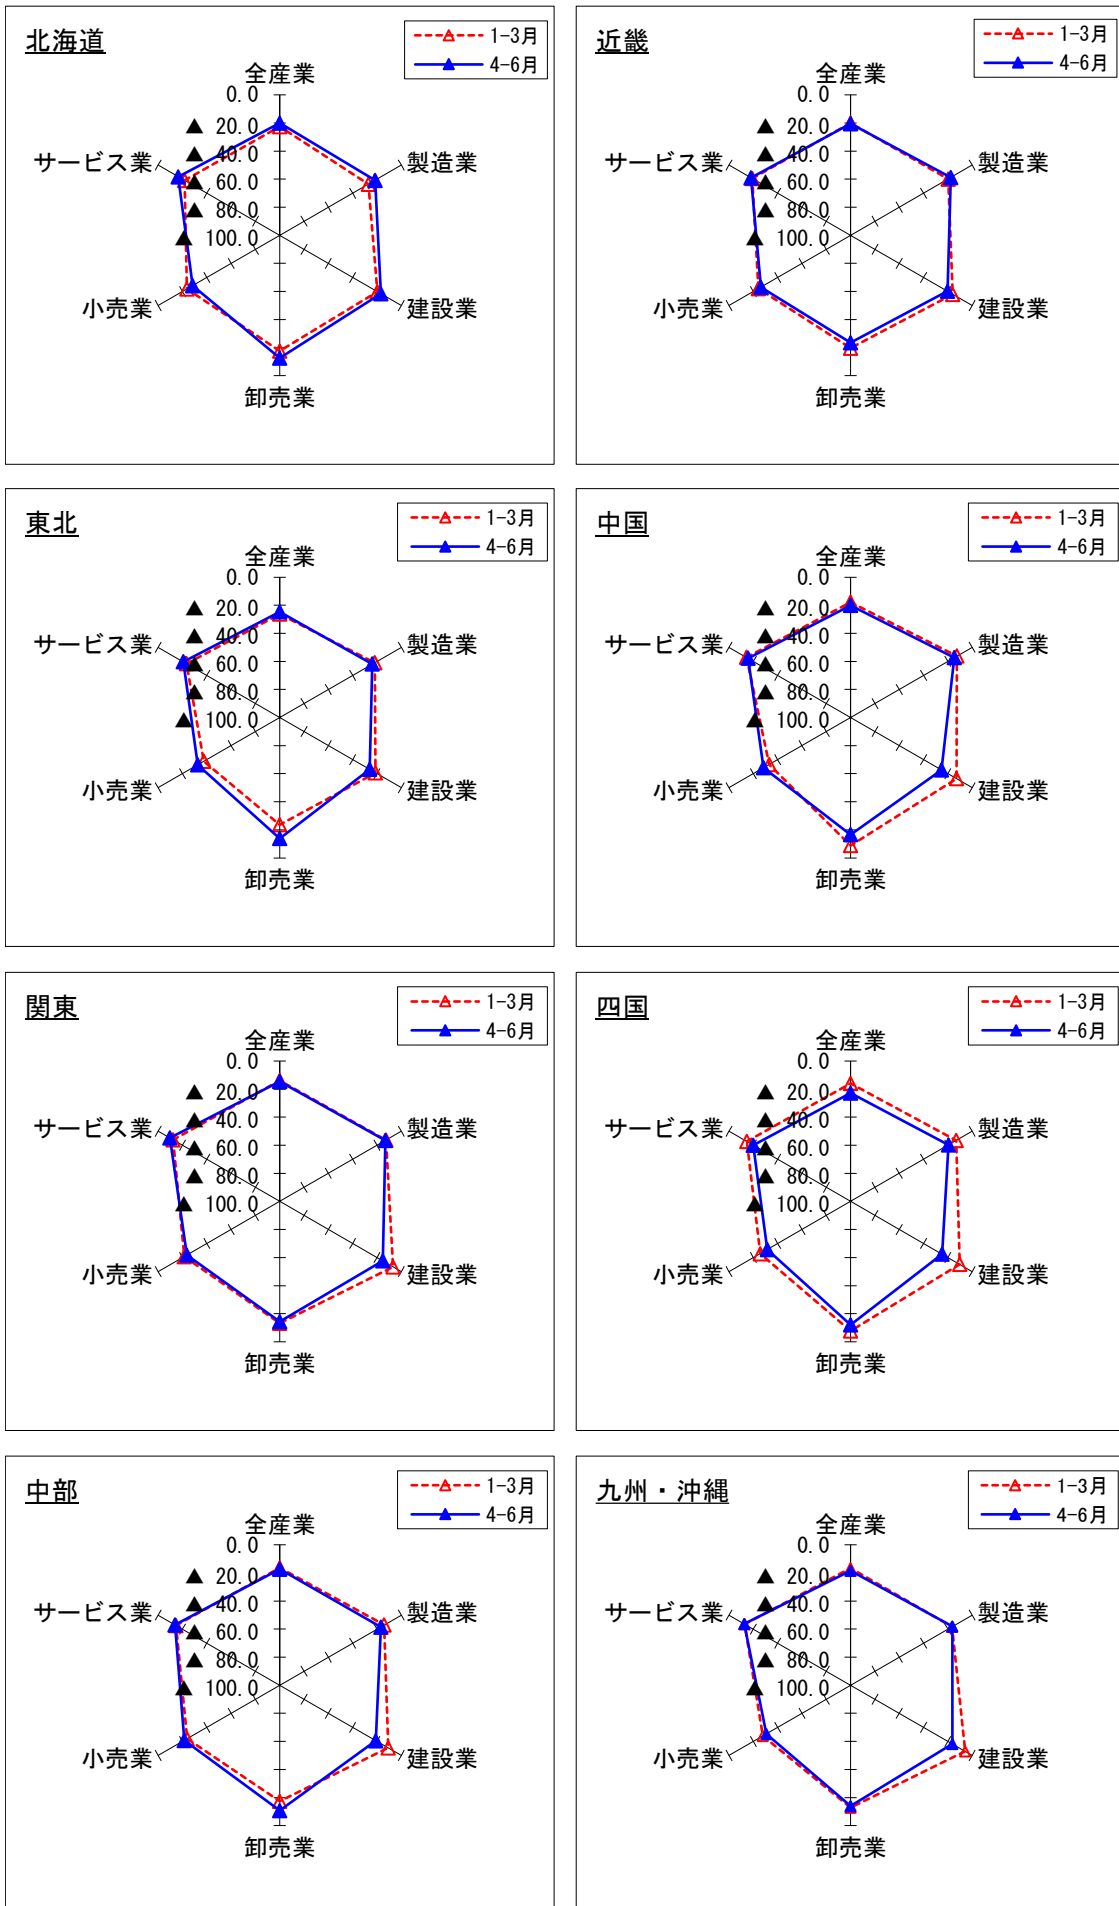 北海道
1-3月
4-6月
全産業
0.0
▲ 20.0
▲ 40.0
サービス業
製造業
▲ 60.0
▲ 80.0
▲ 100.0
小売業
建設業
卸売業
近畿
1-3月
4-6月
全産業
0.0
▲ 20.0
▲ 40.0
サービス業
製造業
▲ 60.0
▲ 80.0
▲ 100.0
小売業
建設業
卸売業
東北
1-3月
4-6月
全産業
0.0
▲ 20.0
▲ 40.0
サービス業
製造業
▲ 60.0
▲ 80.0
▲ 100.0
小売業
建設業
卸売業
中国
1-3月
4-6月
全産業
0.0
▲ 20.0
▲ 40.0
サービス業
製造業
▲ 60.0
▲ 80.0
▲ 100.0
小売業
建設業
卸売業
関東
1-3月
4-6月
全産業
0.0
▲ 20.0
▲ 40.0
サービス業
製造業
▲ 60.0
▲ 80.0
▲ 100.0
小売業
建設業
卸売業
四国
1-3月
4-6月
全産業
0.0
▲ 20.0
▲ 40.0
サービス業
製造業
▲ 60.0
▲ 80.0
▲ 100.0
小売業
建設業
卸売業
中部
1-3月
4-6月
全産業
0.0
▲ 20.0
▲ 40.0
サービス業
製造業
▲ 60.0
▲ 80.0
▲ 100.0
小売業
建設業
卸売業
九州・沖縄
1-3月
4-6月
全産業
0.0
▲ 20.0
▲ 40.0
サービス業
製造業
▲ 60.0
▲ 80.0
▲ 100.0
小売業
建設業
卸売業